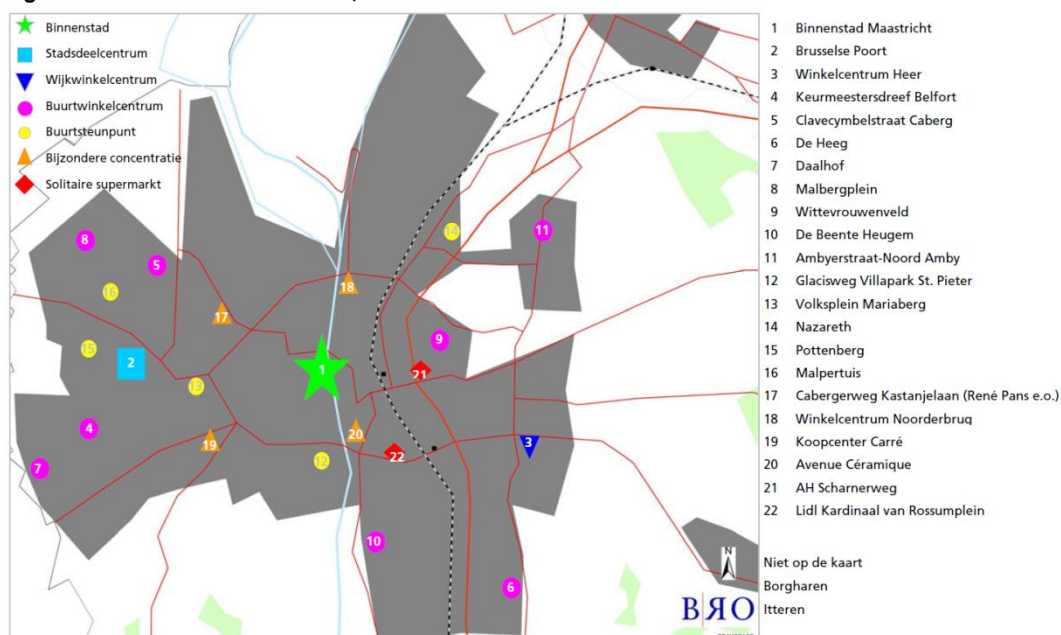 Binnenstad
Stadsdeelcentrum
Wijkwinkelcentrum
Buurtwinkelcentrum
Buurtsteunpunt
Bijzondere concentratie
Solitaire supermarkt
8
5
16
17
18
14
11
15
2
13
1
9
21
4
19
20
22
3
7
12
10
6
N
BRO
1 Binnenstad Maastricht
2 Brusselse Poort
3 Winkelcentrum Heer
4 Keurmeestersdreef Belfort
5 Clavecymbelstraat Caberg
6 De Heeg
7 Daalhof
8 Malbergplein
9 Wittevrouwenveld
10 De Beente Heugem
11 Ambyerstraat-Noord Amby
12 Glacisweg Villapark St. Pieter
13 Volksplein Mariaberg
14 Nazareth
15 Pottenberg
16 Malpertuis
17 Cabergerweg Kastanjelaan (René Pans e.o.)
18 Winkelcentrum Noorderbrug
19 Koopcenter Carré
20 Avenue Céramique
21 AH Scharnerweg
22 Lidl Kardinaal van Rossumplein
Niet op de kaart
Borgharen
Itteren